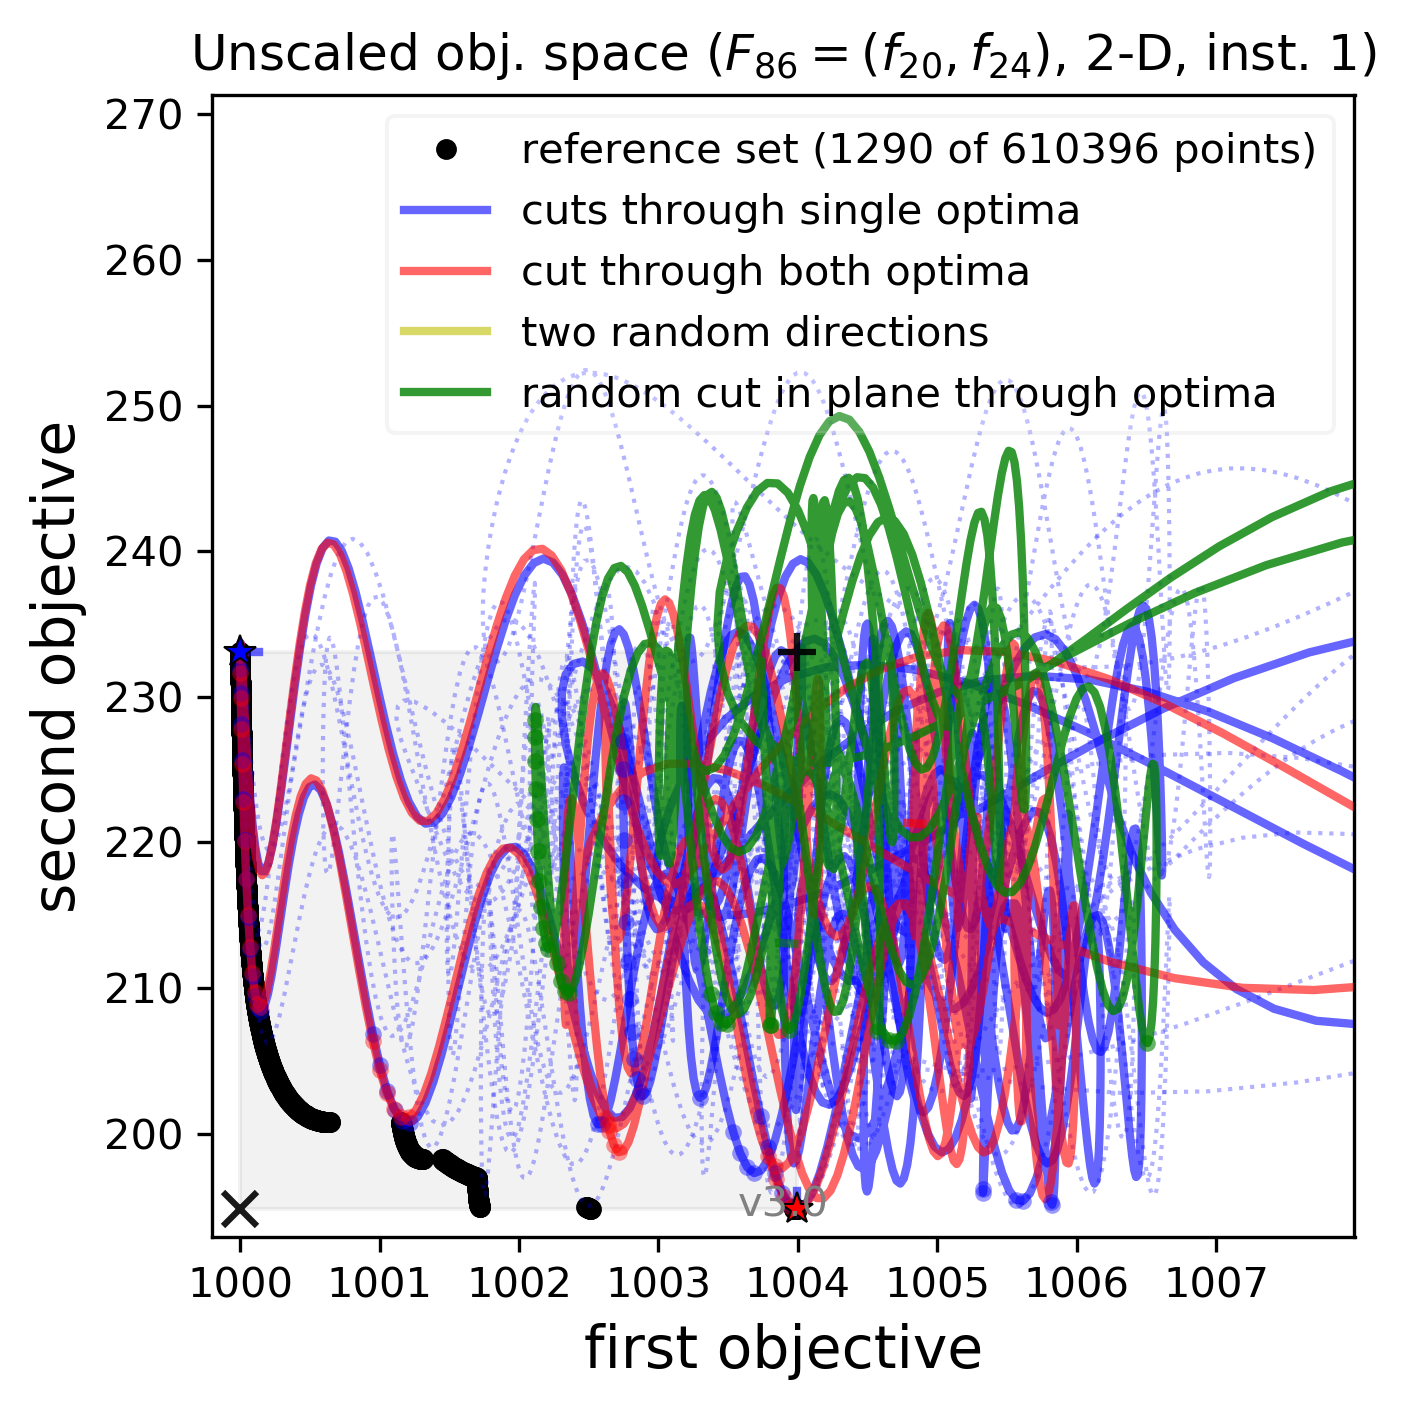 Unscaled obj. space (F₈₆ = (f₂₀, f₂₄), 2-D, inst. 1)
reference set (1290 of 610396 points)
cuts through single optima
cut through both optima
two random directions
random cut in plane through optima
second objective
270
260
250
240
230
220
210
200
v3.0
1000 1001 1002 1003 1004 1005 1006 1007
first objective